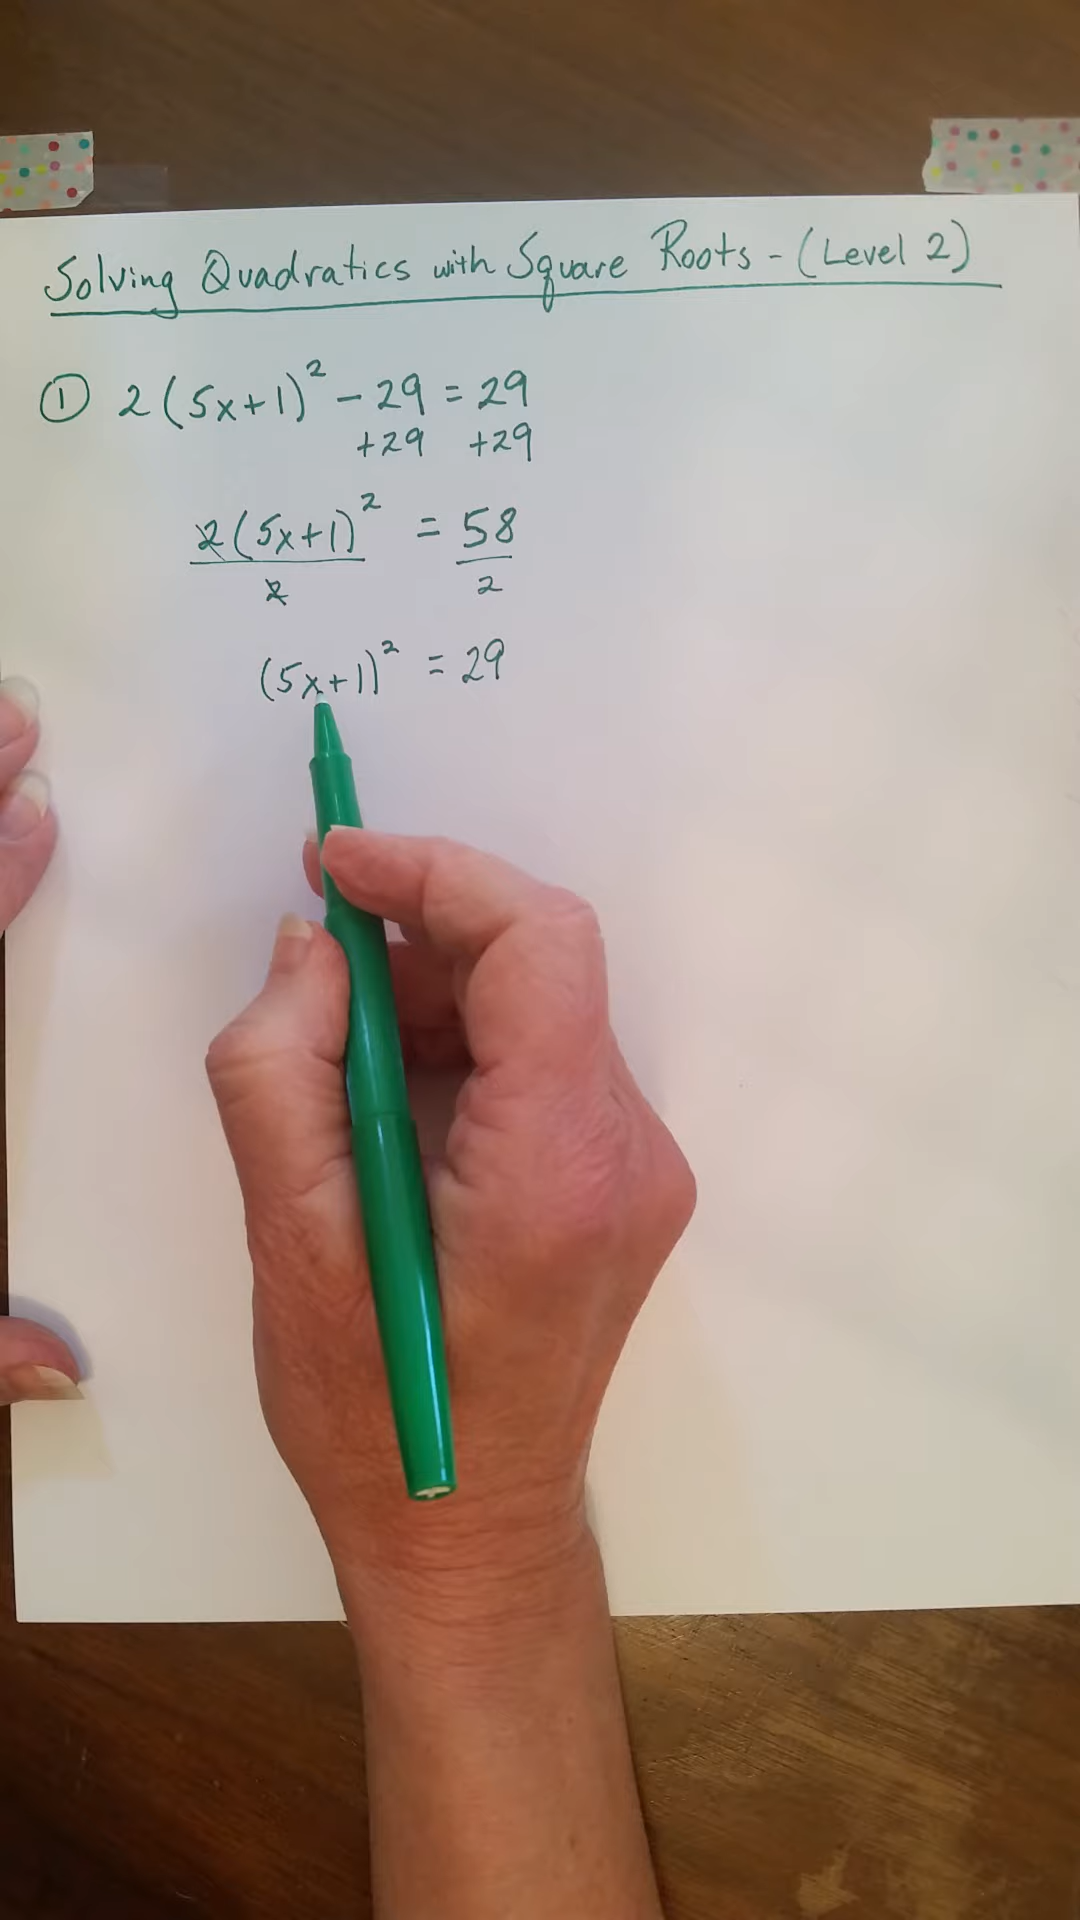 Solving Quadratics with Square Roots - (Level 2)
① 2(5x+1)² - 29 = 29
+29 +29
2(5x+1)² = 58
2 2
(5x+1)² = 29